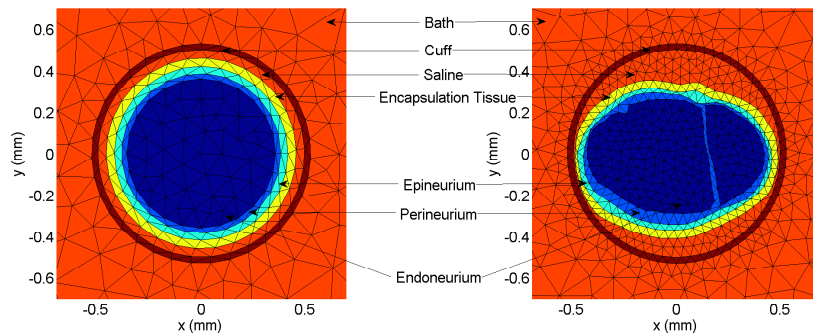 0.6
0.4
0.2
0
-0.2
-0.4
-0.6
y (mm)
-0.5
0
0.5
x (mm)
Bath
Cuff
Saline
Encapsulation Tissue
Epineurium
Perineurium
Endoneurium
0.6
0.4
0.2
0
-0.2
-0.4
-0.6
y (mm)
-0.5
0
0.5
x (mm)